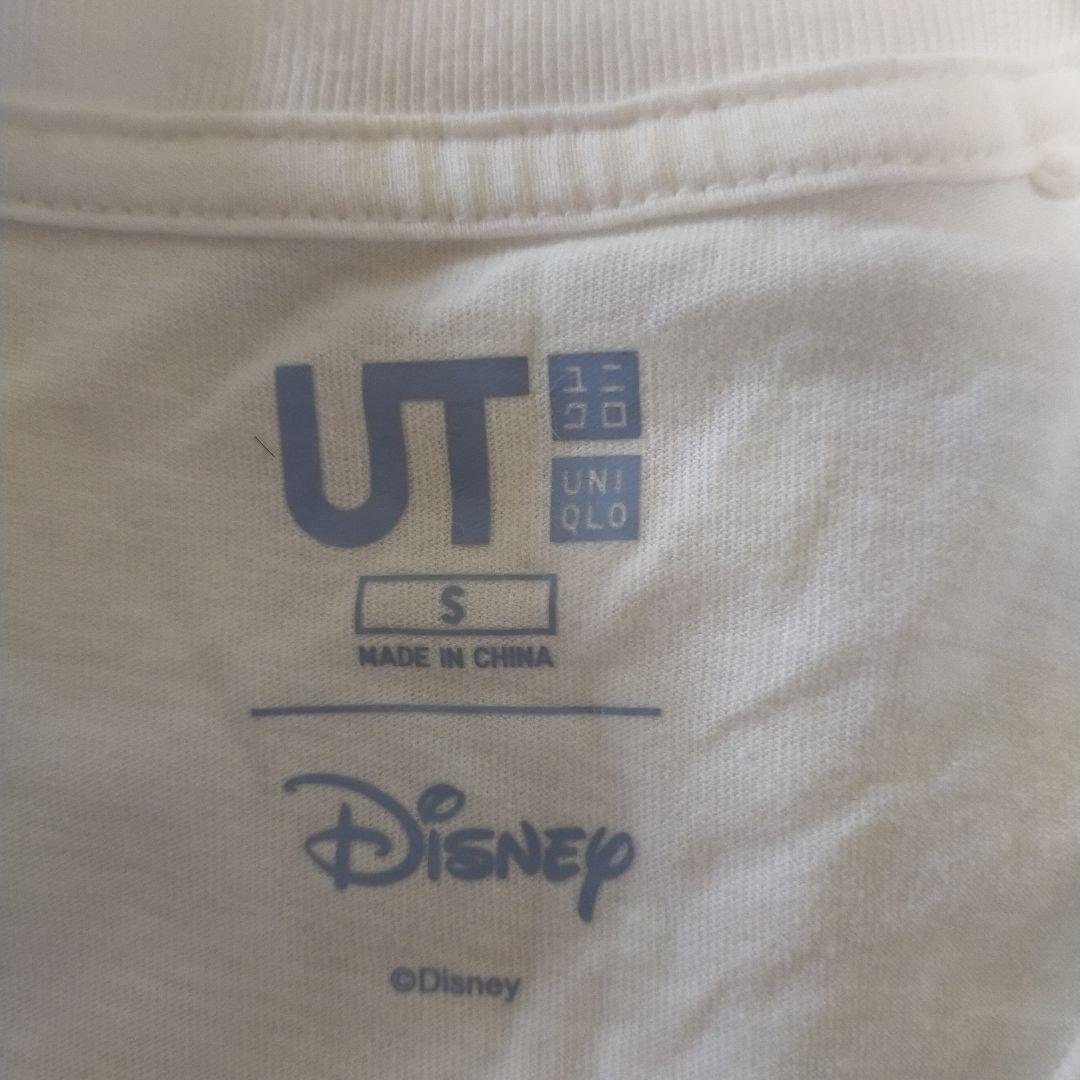 UT
ユニ
クロ
UNI
QLO
S
MADE IN CHINA
Disney
©Disney